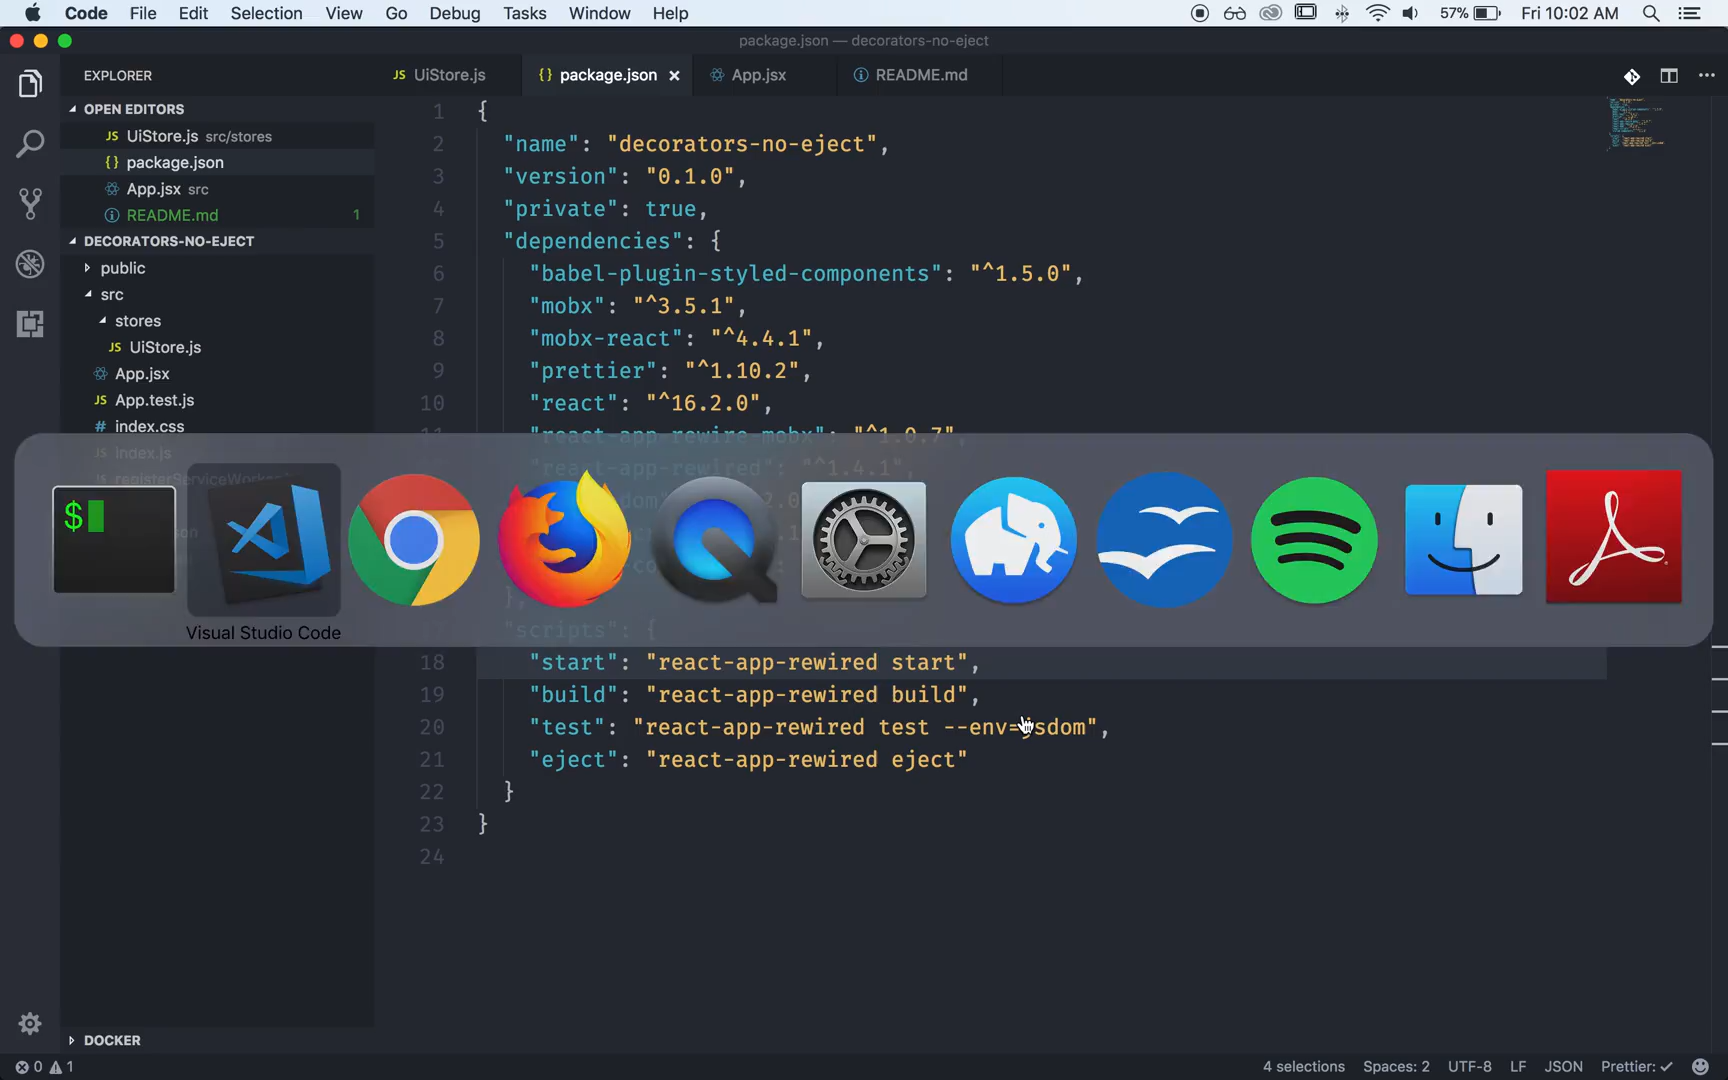 Code File Edit Selection View Go Debug Tasks Window Help 57% Fri 10:02 AM
package.json — decorators-no-eject
EXPLORER
JS UiStore.js
{} package.json ×
App.jsx
README.md
OPEN EDITORS
JS UiStore.js src/stores
{} package.json
App.jsx src
README.md 1
DECORATORS-NO-EJECT
public
src
stores
JS UiStore.js
App.jsx
JS App.test.js
# index.css
index.js
1 {
2 "name": "decorators-no-eject",
3 "version": "0.1.0",
4 "private": true,
5 "dependencies": {
6 "babel-plugin-styled-components": "^1.5.0",
7 "mobx": "^3.5.1",
8 "mobx-react": "^4.4.1",
9 "prettier": "^1.10.2",
10 "react": "^16.2.0",
11 "react-app-rewire-mobx": "^1.0.7",
"react-app-rewired": "^1.4.1",
$
Visual Studio Code
},
"scripts": {
18 "start": "react-app-rewired start",
19 "build": "react-app-rewired build",
20 "test": "react-app-rewired test --env=jsdom",
21 "eject": "react-app-rewired eject"
22 }
23 }
24
DOCKER
0 1
4 selections Spaces: 2 UTF-8 LF JSON Prettier: ✓